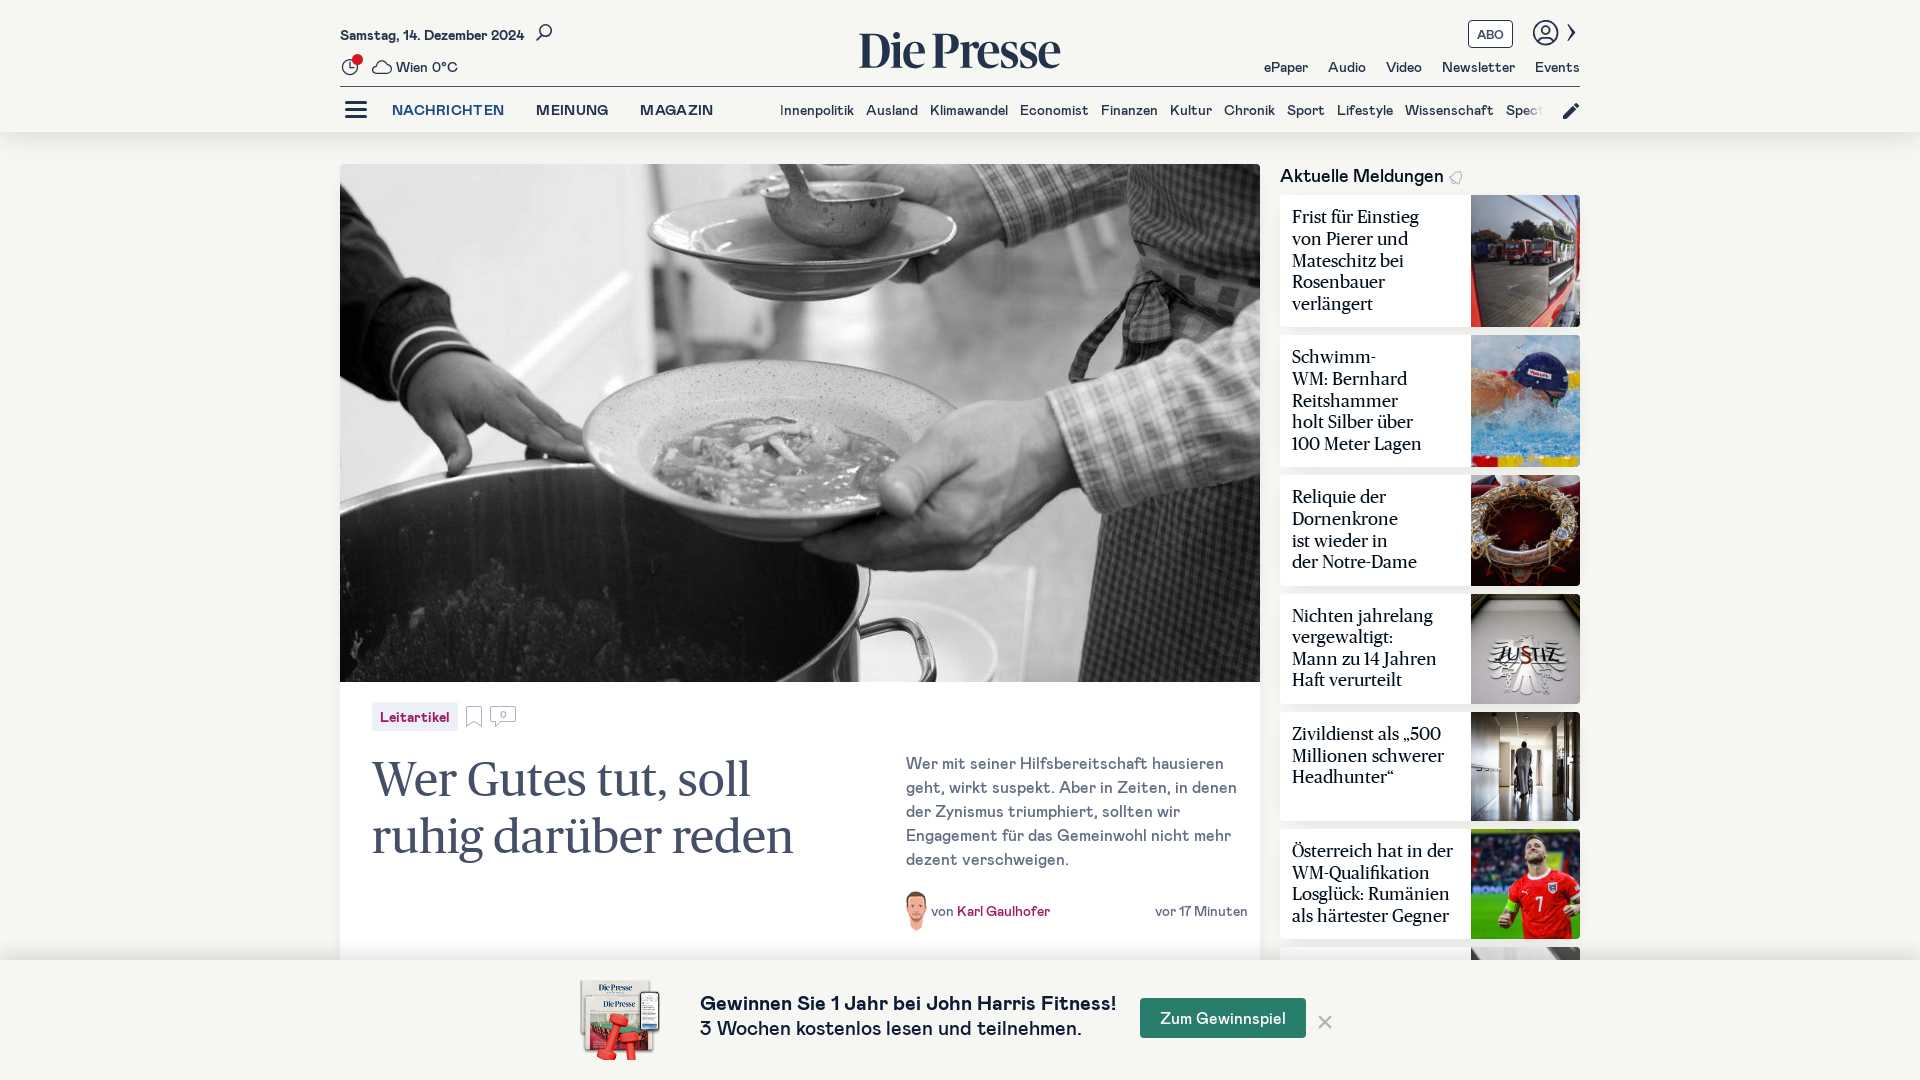 Samstag, 14. Dezember 2024
Wien 0°C
Die Presse
ABO
ePaper Audio Video Newsletter Events
NACHRICHTEN MEINUNG MAGAZIN
Innenpolitik Ausland Klimawandel Economist Finanzen Kultur Chronik Sport Lifestyle Wissenschaft Spect
Leitartikel
0
Wer Gutes tut, soll
ruhig darüber reden
Wer mit seiner Hilfsbereitschaft hausieren
geht, wirkt suspekt. Aber in Zeiten, in denen
der Zynismus triumphiert, sollten wir
Engagement für das Gemeinwohl nicht mehr
dezent verschweigen.
von Karl Gaulhofer
vor 17 Minuten
Aktuelle Meldungen
Frist für Einstieg
von Pierer und
Mateschitz bei
Rosenbauer
verlängert
Schwimm-
WM: Bernhard
Reitshammer
holt Silber über
100 Meter Lagen
Reliquie der
Dornenkrone
ist wieder in
der Notre-Dame
Nichten jahrelang
vergewaltigt:
Mann zu 14 Jahren
Haft verurteilt
JUSTIZ
Zivildienst als „500
Millionen schwerer
Headhunter“
Österreich hat in der
WM-Qualifikation
Losglück: Rumänien
als härtester Gegner
7
Die Presse
Die Presse
Gewinnen Sie 1 Jahr bei John Harris Fitness!
3 Wochen kostenlos lesen und teilnehmen.
Zum Gewinnspiel